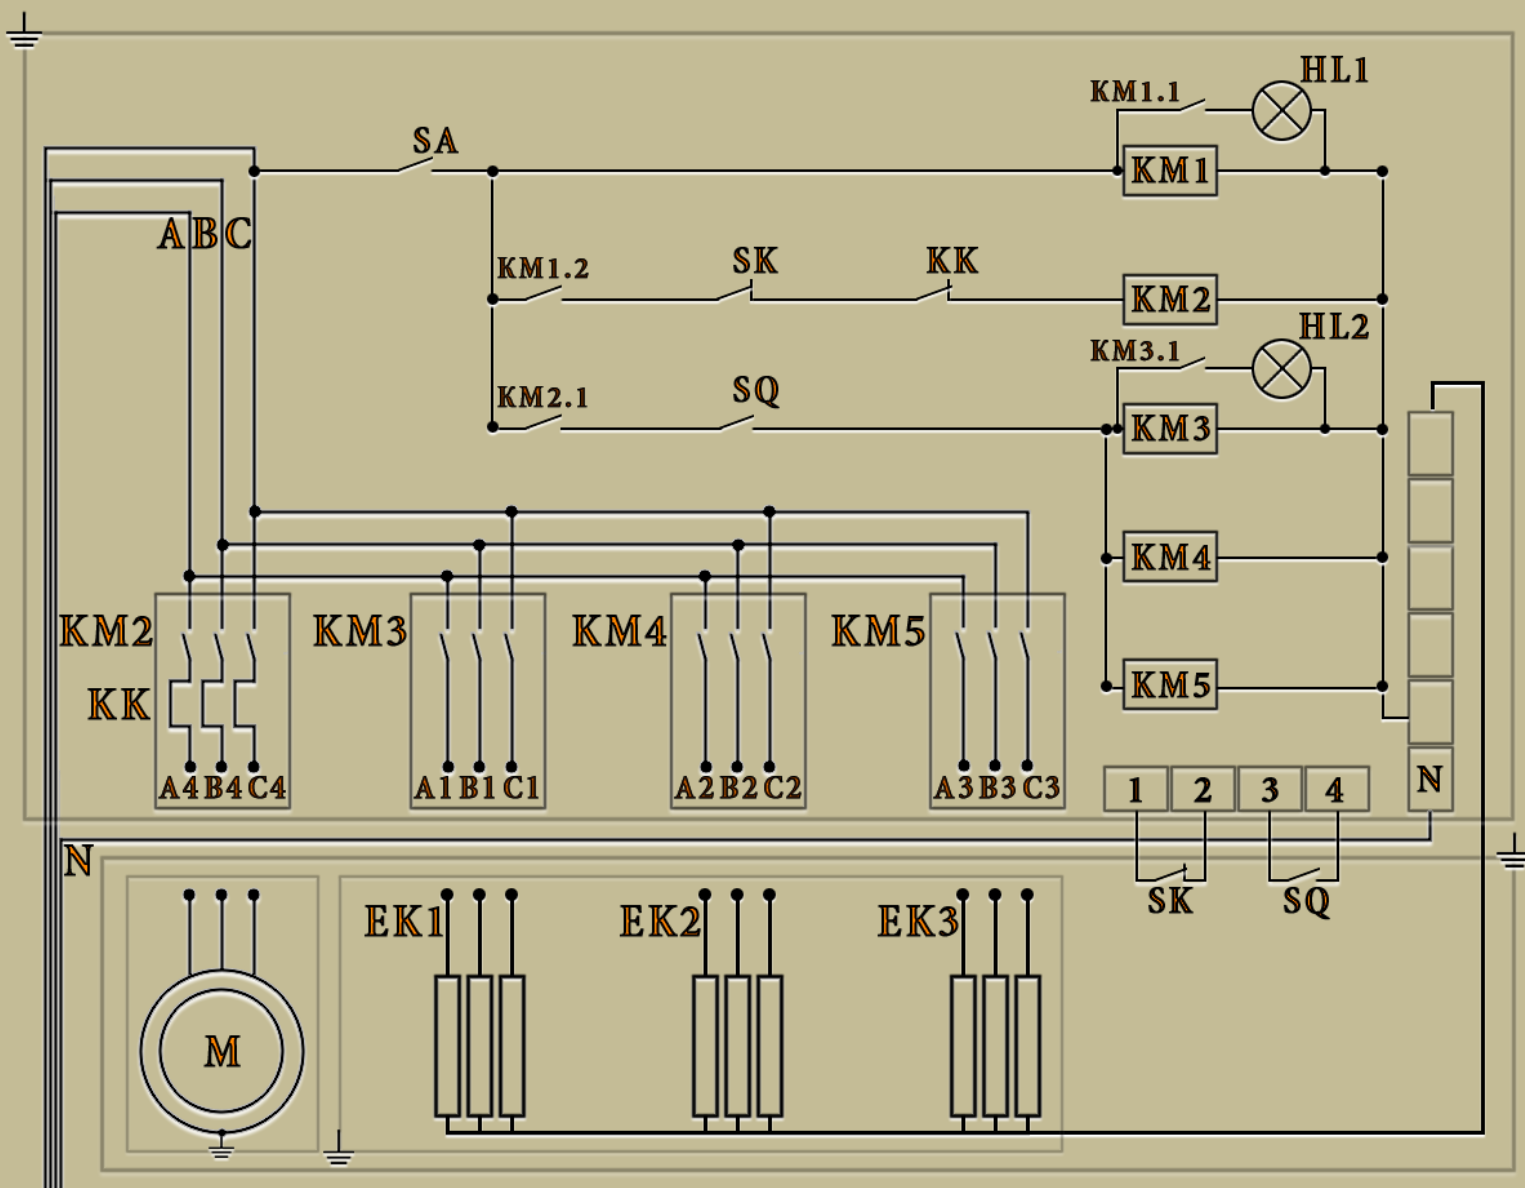 HL1
KM1.1
SA
KM1
A B C
KM1.2 SK KK
KM2
HL2
KM3.1
KM2.1 SQ
KM3
KM4
KM2 KM3 KM4 KM5
KM5
KK
A4 B4 C4 A1 B1 C1 A2 B2 C2 A3 B3 C3 1 2 3 4 N
N
SK SQ
EK1 EK2 EK3
M